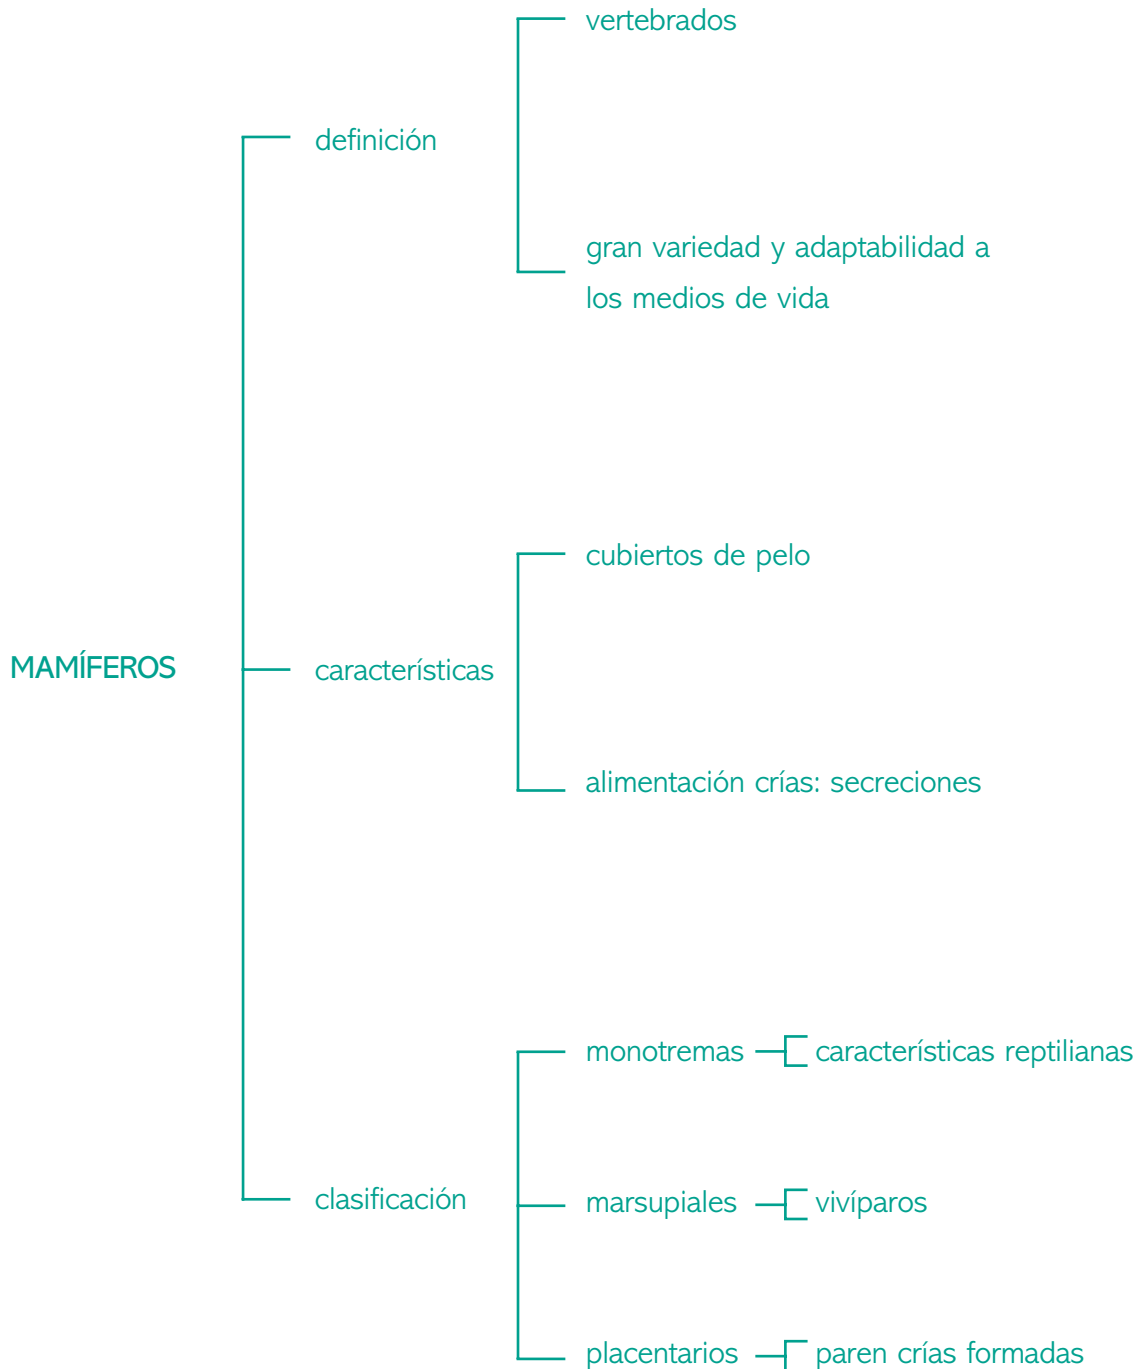 vertebrados
definición
gran variedad y adaptabilidad a
los medios de vida
cubiertos de pelo
MAMÍFEROS
características
alimentación crías: secreciones
monotremas
características reptilianas
clasificación
marsupiales
vivíparos
placentarios
paren crías formadas